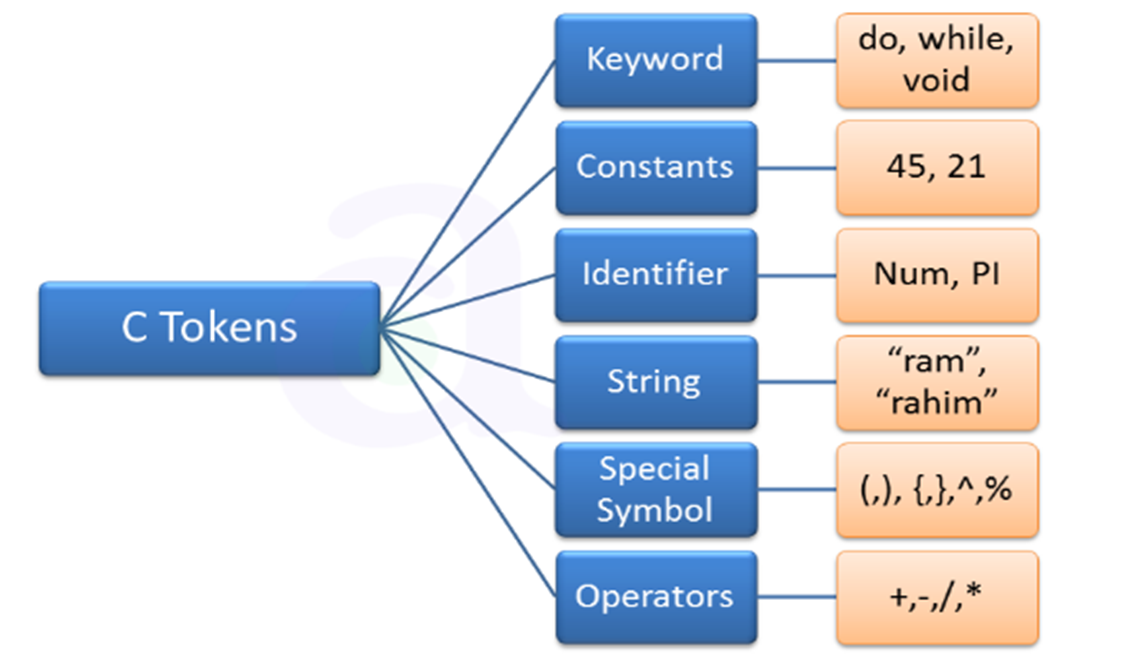 C Tokens
Keyword
do, while,
void
Constants
45, 21
Identifier
Num, PI
String
“ram”,
“rahim”
Special
Symbol
(,), {,},^,%
Operators
+,-,/,*